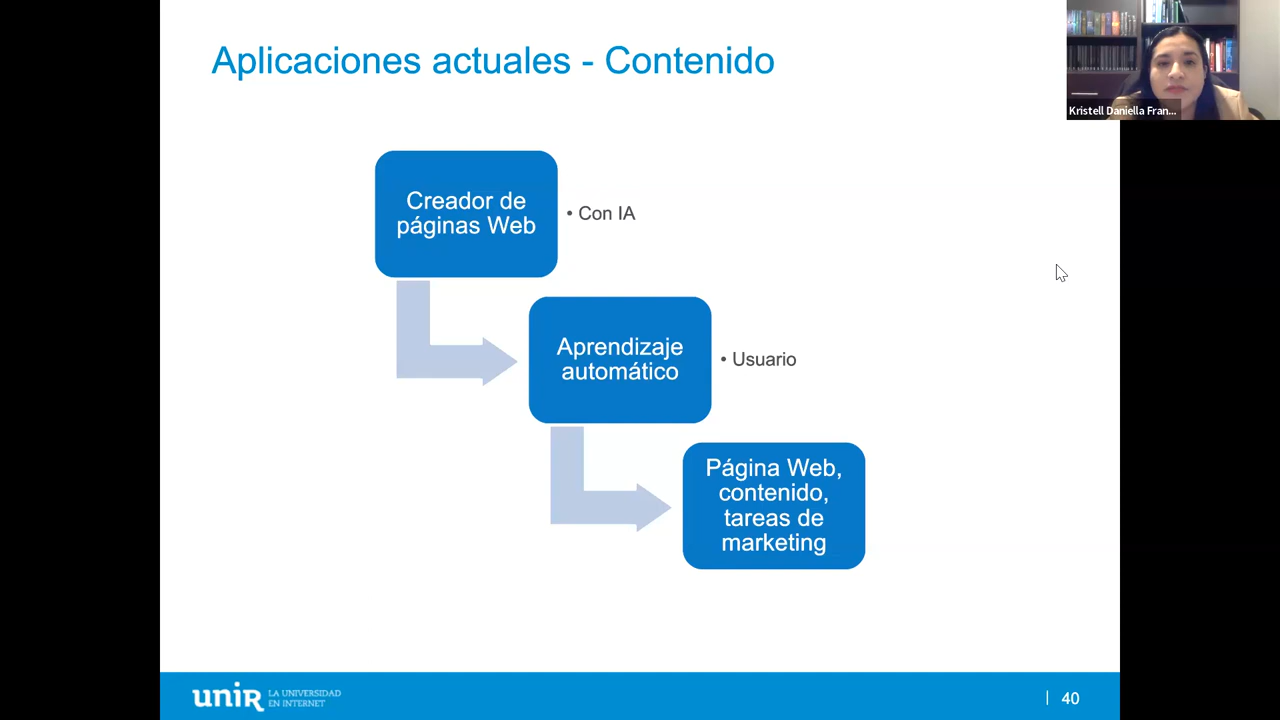 Aplicaciones actuales - Contenido
Kristell Daniella Fran...
Creador de
páginas Web
• Con IA
Aprendizaje
automático
• Usuario
Página Web,
contenido,
tareas de
marketing
unir
LA UNIVERSIDAD
EN INTERNET
40